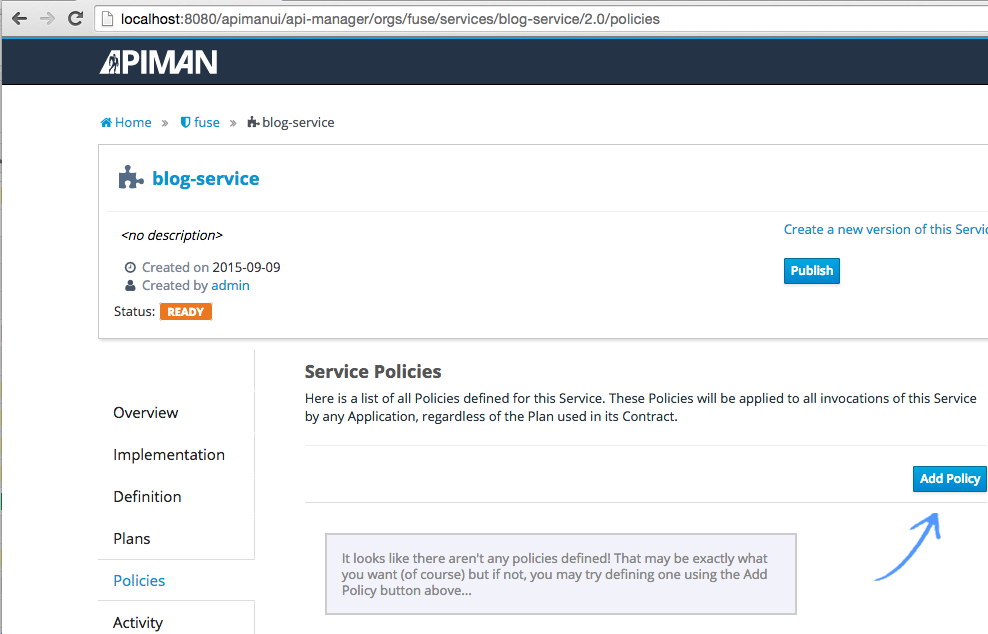 localhost:8080/apimanui/api-manager/orgs/fuse/services/blog-service/2.0/policies
APIMAN
Home » fuse » blog-service
blog-service
<no description>
Create a new version of this Servic
Created on 2015-09-09
Publish
Created by admin
Status: READY
Service Policies
Here is a list of all Policies defined for this Service. These Policies will be applied to all invocations of this Service
by any Application, regardless of the Plan used in its Contract.
Overview
Implementation
Add Policy
Definition
Plans
It looks like there aren't any policies defined! That may be exactly what
you want (of course) but if not, you may try defining one using the Add
Policy button above...
Policies
Activity